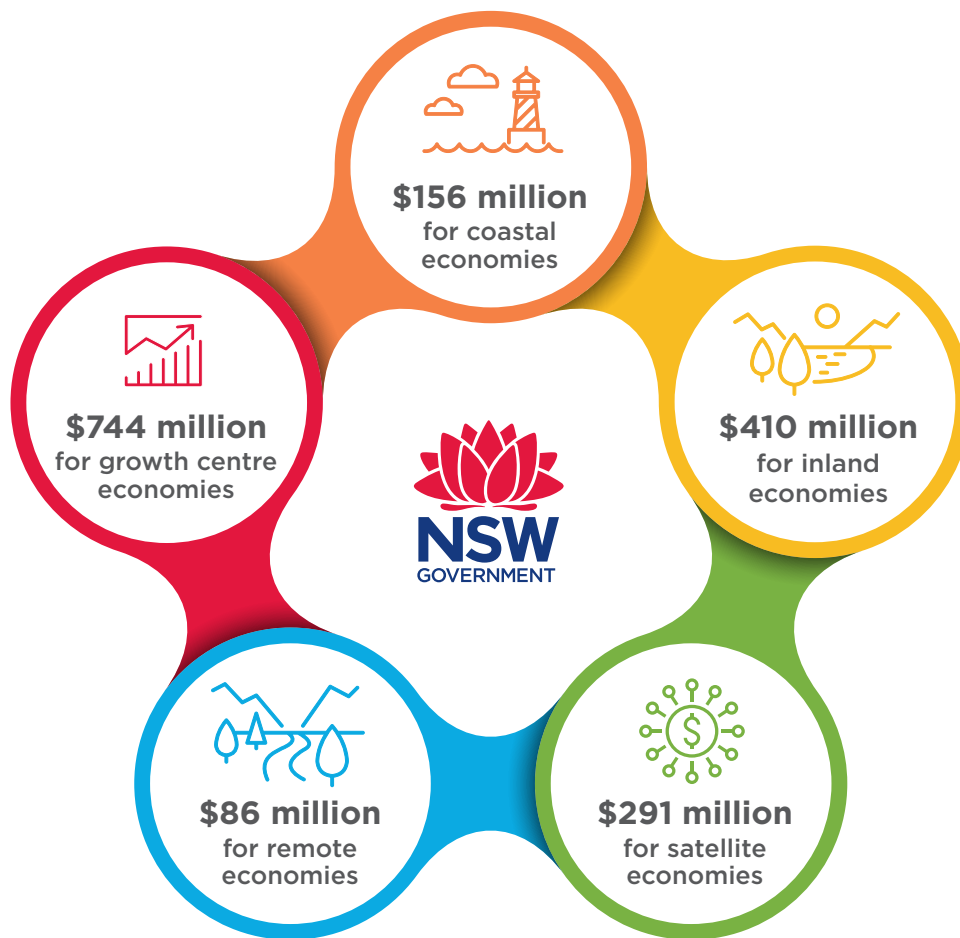 $156 million
for coastal
economies
$744 million
for growth centre
economies
$410 million
for inland
economies
NSW
GOVERNMENT
$86 million
for remote
economies
$
$291 million
for satellite
economies